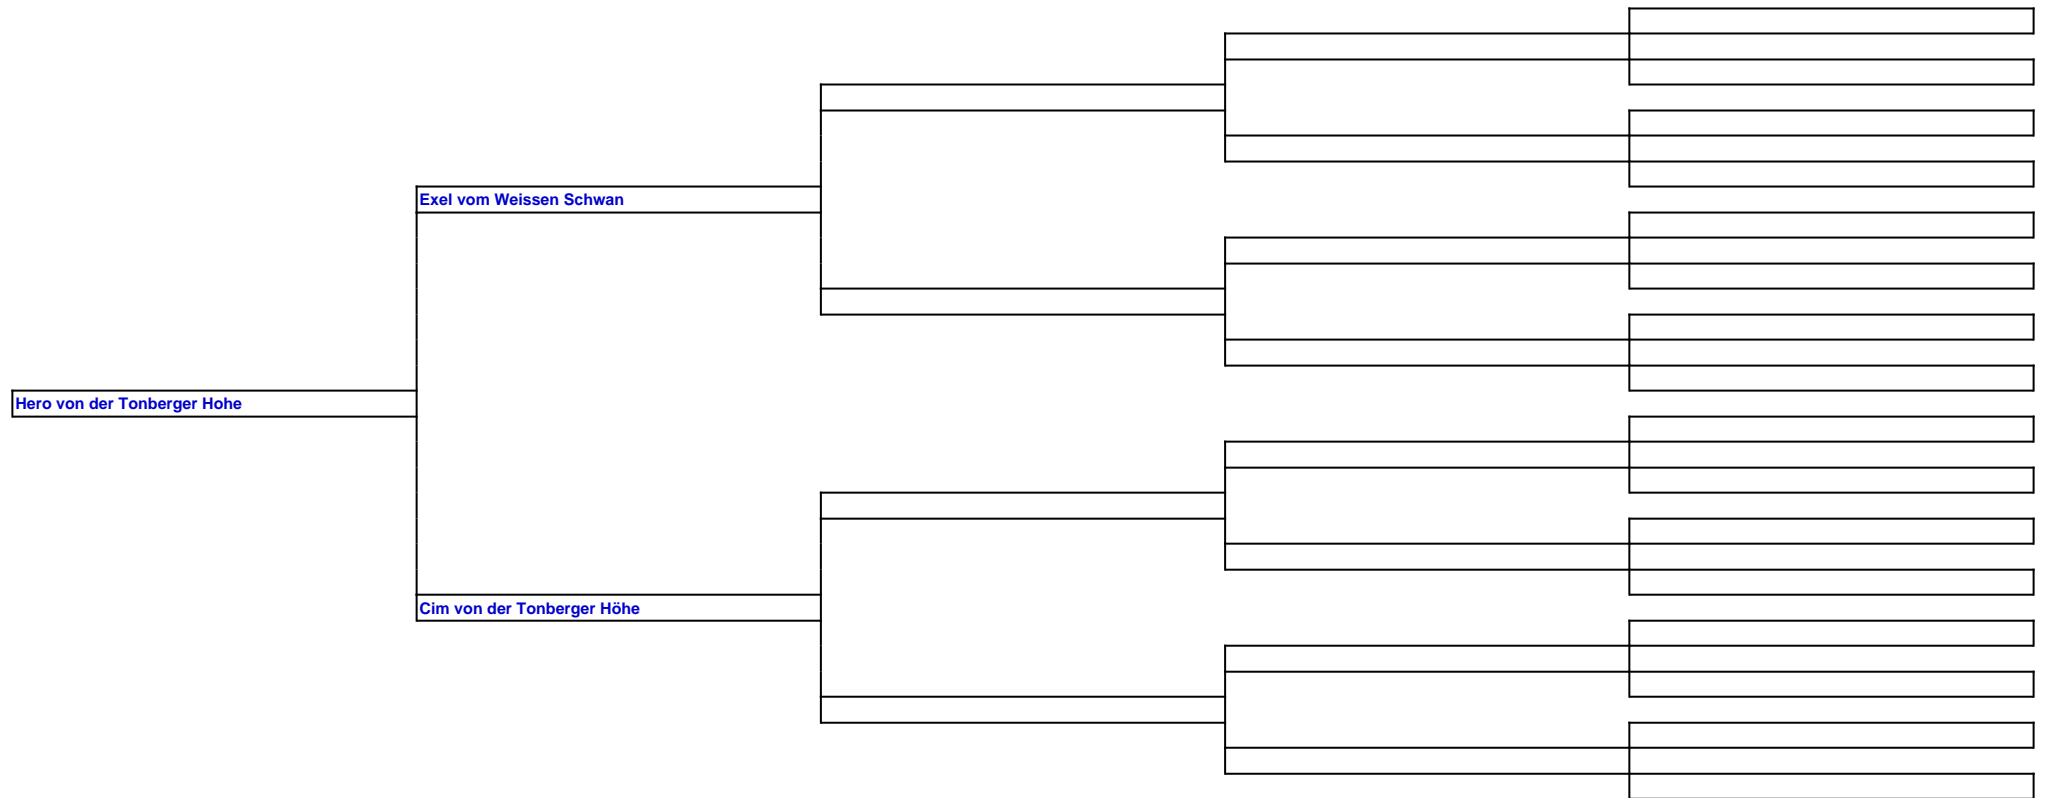 Exel vom Weissen Schwan
Hero von der Tonberger Hohe
Cim von der Tonberger Höhe